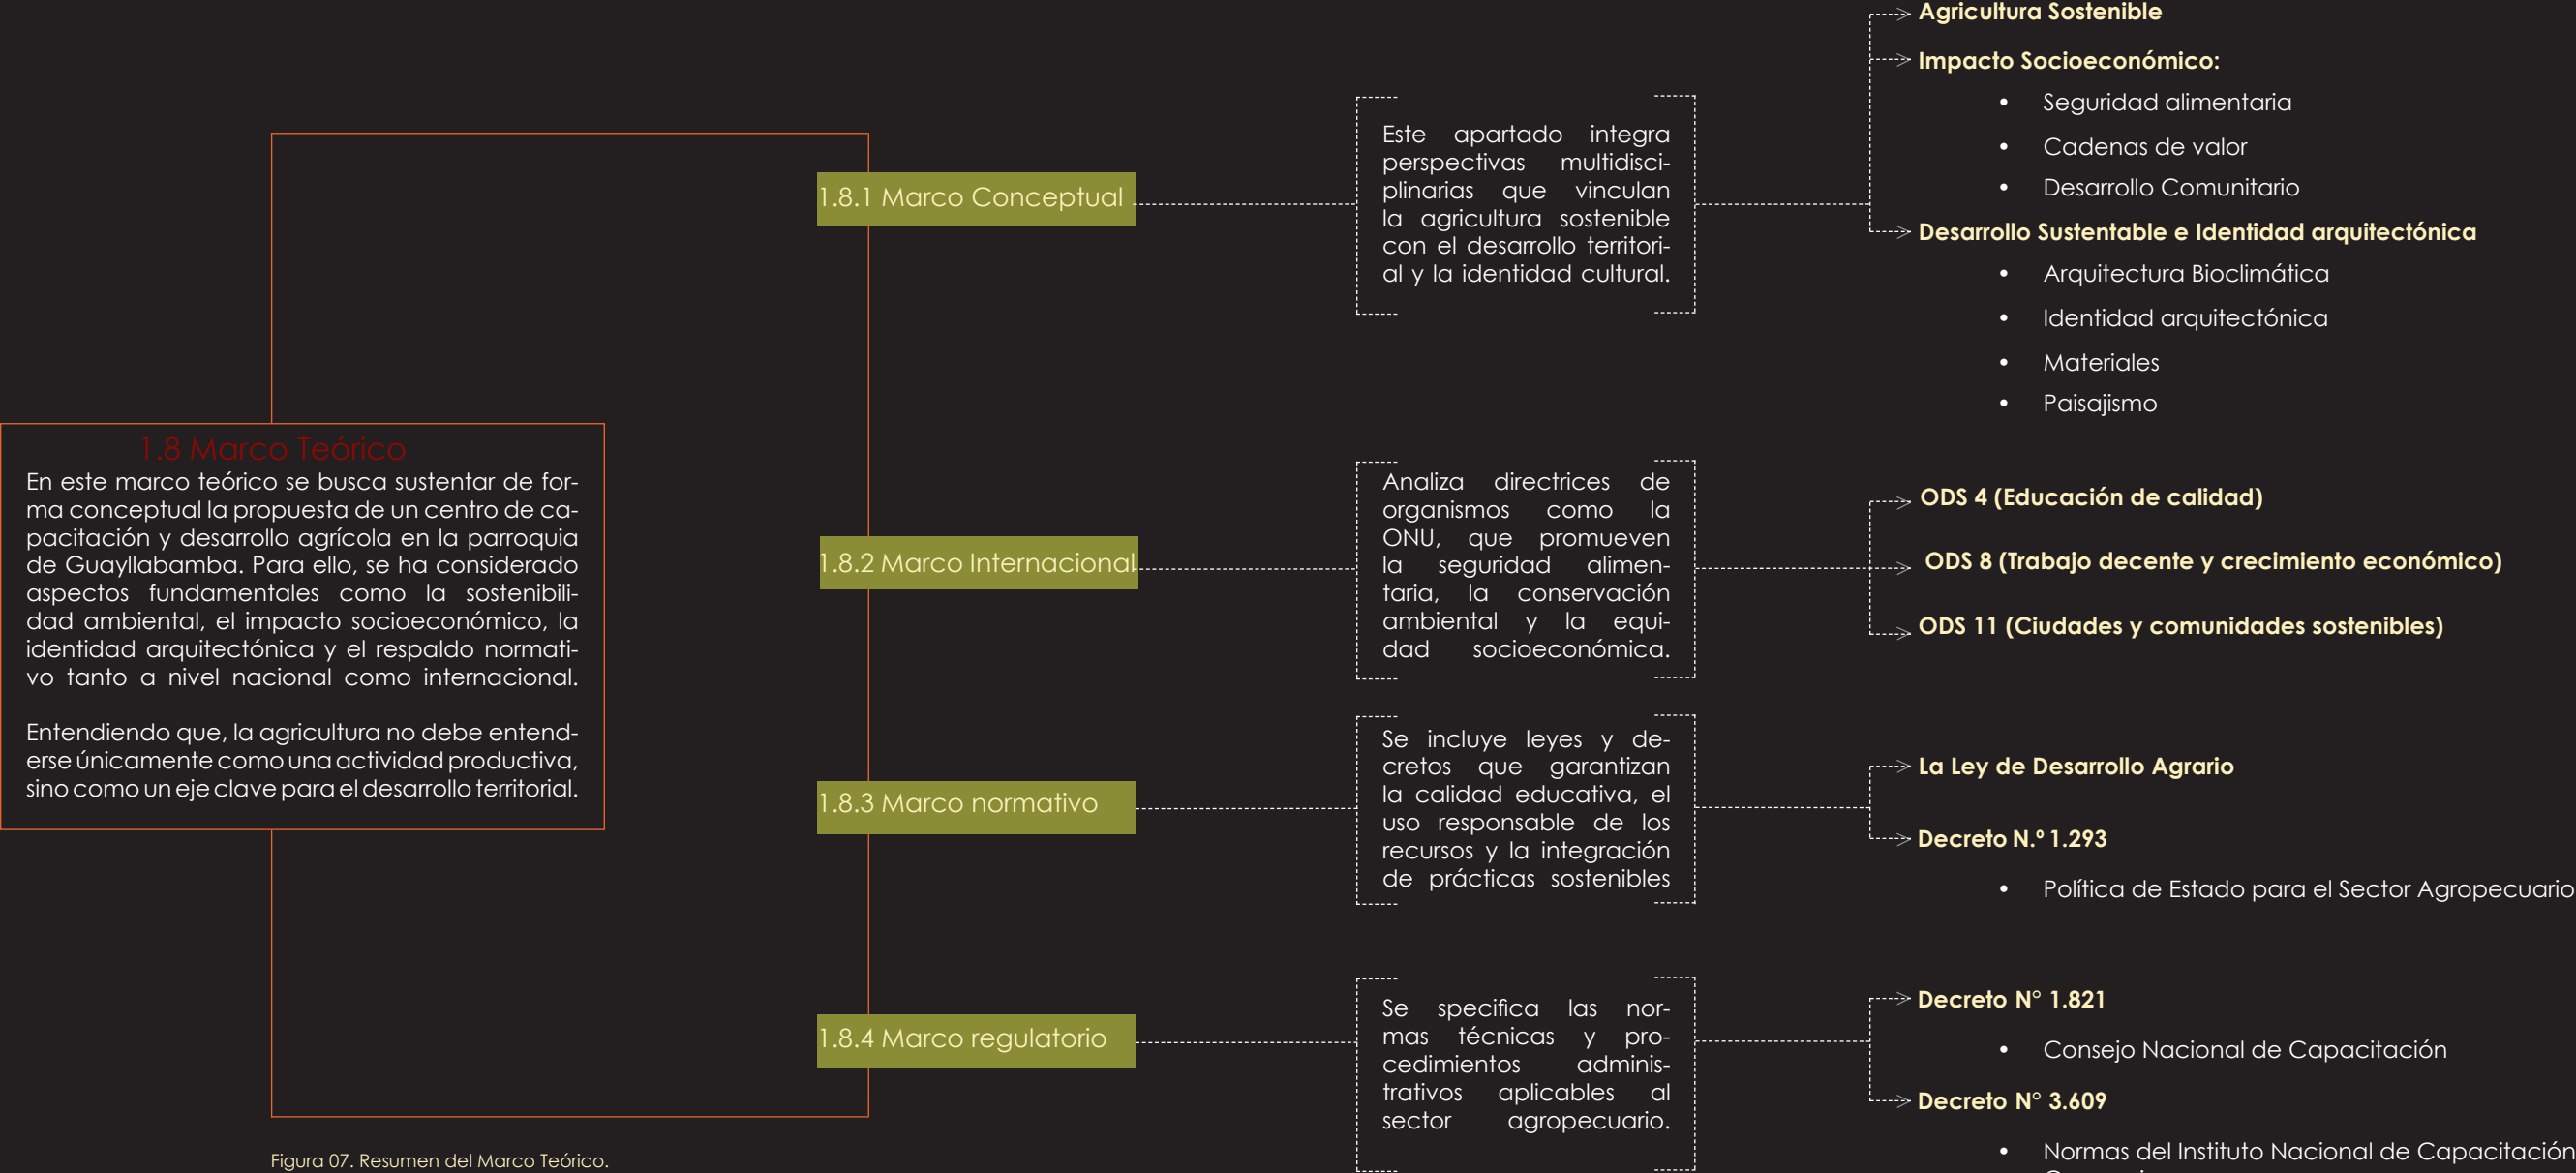 1.8 Marco Teórico
En este marco teórico se busca sustentar de for-
ma conceptual la propuesta de un centro de ca-
pacitación y desarrollo agrícola en la parroquia
de Guayllabamba. Para ello, se ha considerado
aspectos fundamentales como la sostenibili-
dad ambiental, el impacto socioeconómico, la
identidad arquitectónica y el respaldo normati-
vo tanto a nivel nacional como internacional.
Entendiendo que, la agricultura no debe entend-
erse únicamente como una actividad productiva,
sino como un eje clave para el desarrollo territorial.
1.8.1 Marco Conceptual
Este apartado integra
perspectivas multidisci-
plinarias que vinculan
la agricultura sostenible
con el desarrollo territori-
al y la identidad cultural.
Agricultura Sostenible
Impacto Socioeconómico:
• Seguridad alimentaria
• Cadenas de valor
• Desarrollo Comunitario
Desarrollo Sustentable e Identidad arquitectónica
• Arquitectura Bioclimática
• Identidad arquitectónica
• Materiales
• Paisajismo
1.8.2 Marco Internacional
Analiza directrices de
organismos como la
ONU, que promueven
la seguridad alimen-
taria, la conservación
ambiental y la equi-
dad socioeconómica.
ODS 4 (Educación de calidad)
ODS 8 (Trabajo decente y crecimiento económico)
ODS 11 (Ciudades y comunidades sostenibles)
1.8.3 Marco normativo
Se incluye leyes y de-
cretos que garantizan
la calidad educativa, el
uso responsable de los
recursos y la integración
de prácticas sostenibles
La Ley de Desarrollo Agrario
Decreto N.º 1.293
• Política de Estado para el Sector Agropecuario
1.8.4 Marco regulatorio
Se specifica las nor-
mas técnicas y pro-
cedimientos adminis-
trativos aplicables al
sector agropecuario.
Decreto N° 1.821
• Consejo Nacional de Capacitación
Decreto N° 3.609
• Normas del Instituto Nacional de Capacitación
Figura 07. Resumen del Marco Teórico.